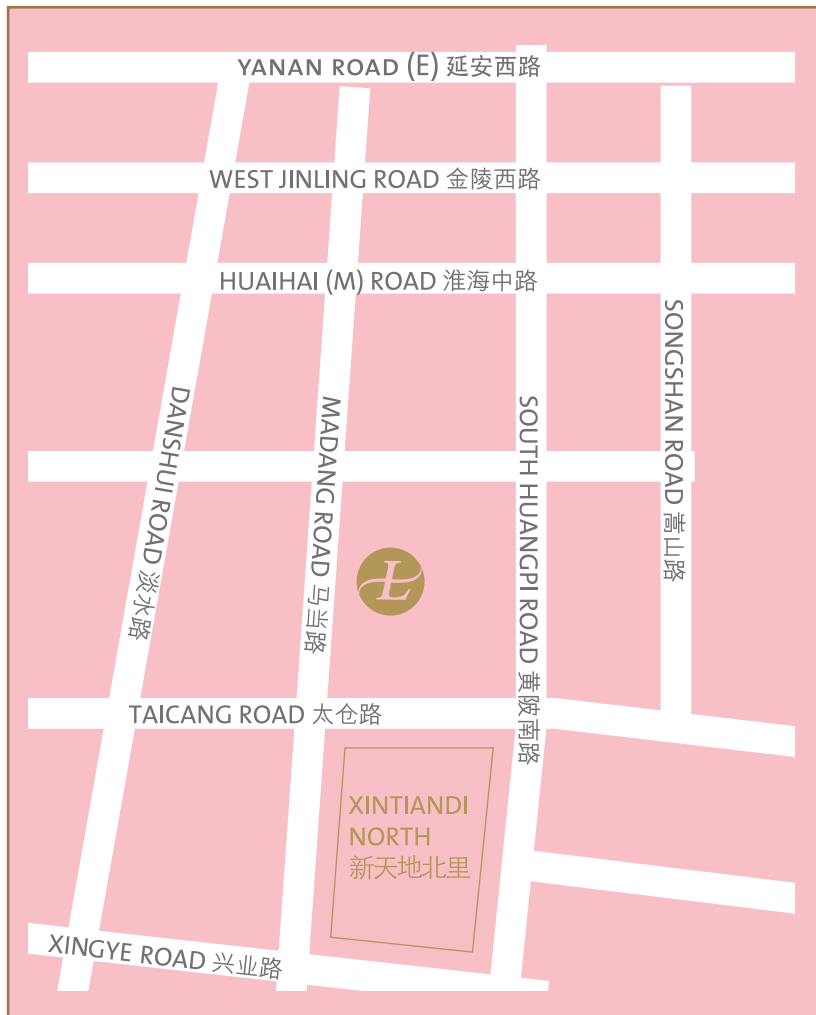 YANAN ROAD (E) 延安西路
WEST JINLING ROAD 金陵西路
HUAIHAI (M) ROAD 淮海中路
DANSHUI ROAD 淡水路
MADANG ROAD 马当路
SOUTH HUANGPI ROAD 黄陂南路
SONGSHAN ROAD 嵩山路
L
TAICANG ROAD 太仓路
XINTIANDI
NORTH
新天地北里
XINGYE ROAD 兴业路